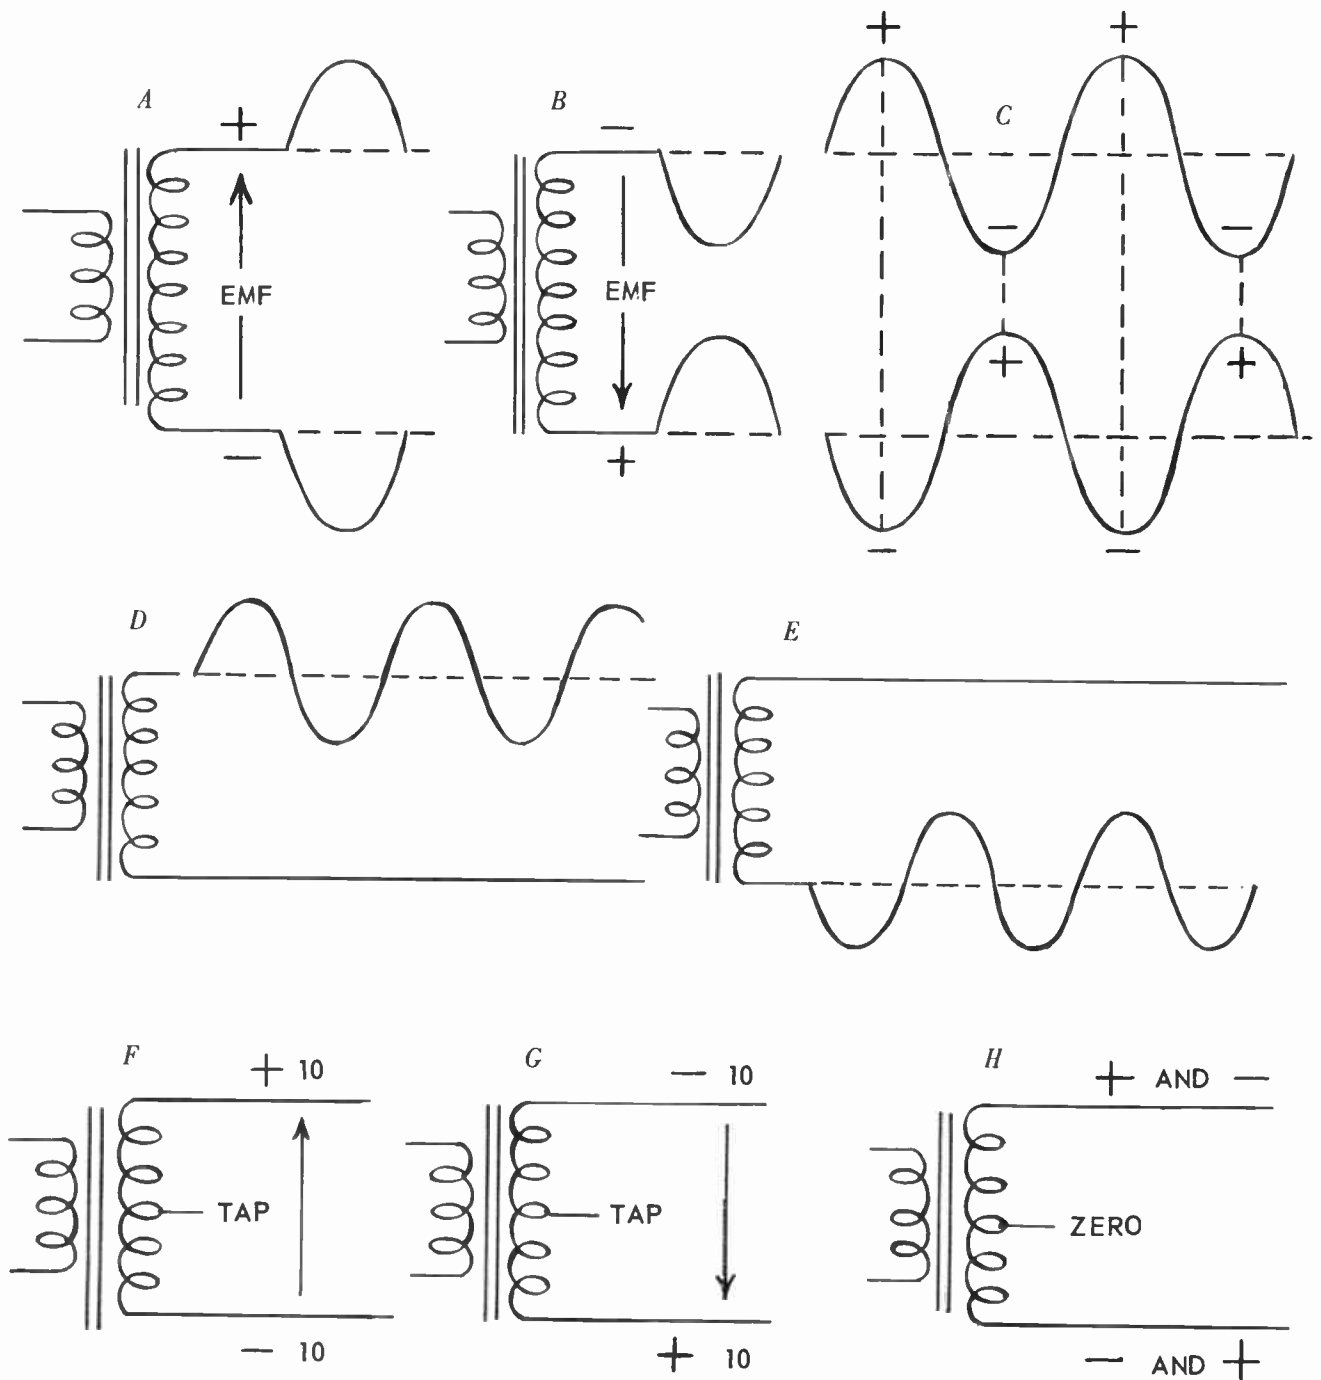 + +
A B C
+ −
− −
EMF EMF
+ +
− +
− −
D E
F G H
+ 10 − 10 + AND −
TAP TAP ZERO
− 10 + 10 − AND +